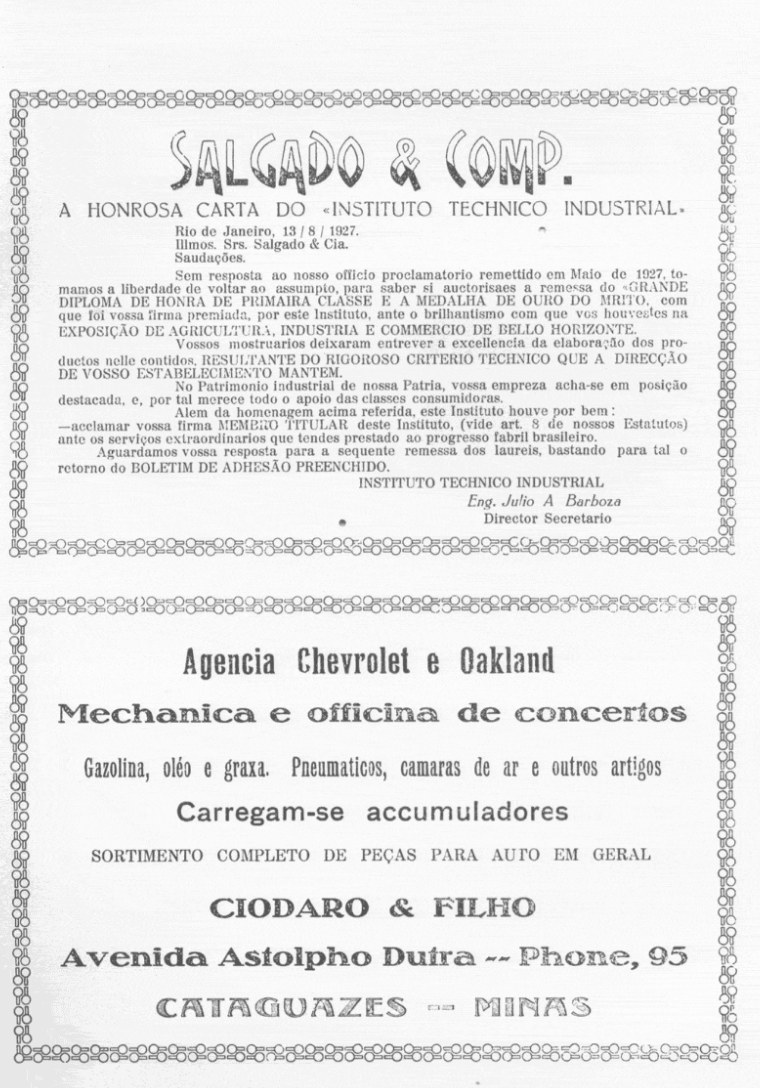 SALGADO & COMP.
A HONROSA CARTA DO «INSTITUTO TECHNICO INDUSTRIAL»
Rio de Janeiro, 13 / 8 / 1927.
Illmos. Srs. Salgado & Cia.
Saudações.
Sem resposta ao nosso officio proclamatorio remettido em Maio de 1927, to-
mamos a liberdade de voltar ao assumpto, para saber si auctorisaes a remessa do «GRANDE
DIPLOMA DE HONRA DE PRIMAIRA CLASSE E A MEDALHA DE OURO DO MRITO, com
que foi vossa firma premiada, por este Instituto, ante o brilhantismo com que vos houvestes na
EXPOSIÇÃO DE AGRICULTURA, INDUSTRIA E COMMERCIO DE BELLO HORIZONTE.
Vossos mostruarios deixaram entrever a excellencia da elaboração dos pro-
ductos nelle contidos, RESULTANTE DO RIGOROSO CRITERIO TECHNICO QUE A DIRECÇÃO
DE VOSSO ESTABELECIMENTO MANTEM.
No Patrimonio industrial de nossa Patria, vossa empreza acha-se em posição
destacada, e, por tal merece todo o apoio das classes consumidoras.
Alem da homenagem acima referida, este Instituto houve por bem:
—acclamar vossa firma MEMBRO TITULAR deste Instituto, (vide art. 8 de nossos Estatutos)
ante os serviços extraordinarios que tendes prestado ao progresso fabril brasileiro.
Aguardamos vossa resposta para a sequente remessa dos laureis, bastando para tal o
retorno do BOLETIM DE ADHESÃO PREENCHIDO.
INSTITUTO TECHNICO INDUSTRIAL
Eng. Julio A Barboza
Director Secretario
Agencia Chevrolet e Oakland
Mechanica e officina de concertos
Gazolina, oléo e graxa. Pneumaticos, camaras de ar e outros artigos
Carregam-se accumuladores
SORTIMENTO COMPLETO DE PEÇAS PARA AUTO EM GERAL
CIODARO & FILHO
Avenida Astolpho Dutra -- Phone, 95
CATAGUAZES -- MINAS